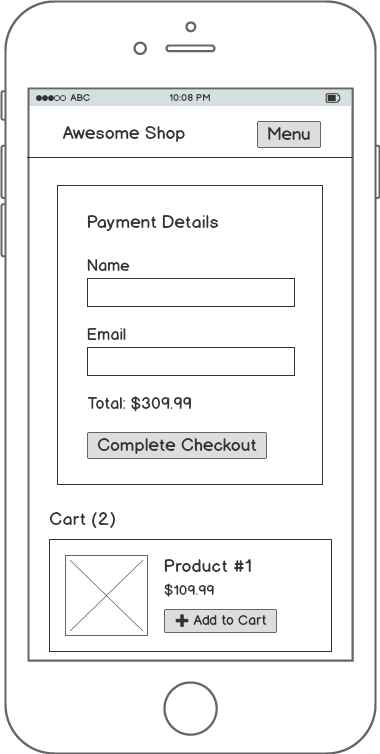 ABC 10:08 PM
Awesome Shop Menu
Payment Details
Name
Email
Total: $309.99
Complete Checkout
Cart (2)
Product #1
$109.99
Add to Cart